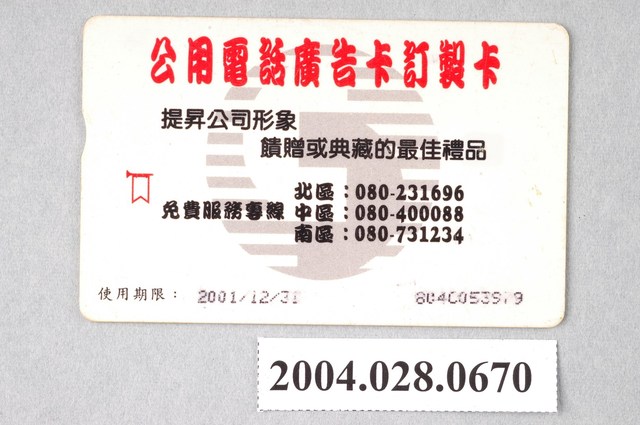 公用電話廣告卡訂製卡
提昇公司形象
饋贈或典藏的最佳禮品
北區：080-231696
免費服務專線 中區：080-400088
南區：080-731234
使用期限： 2001/12/31 804C053979
2004.028.0670